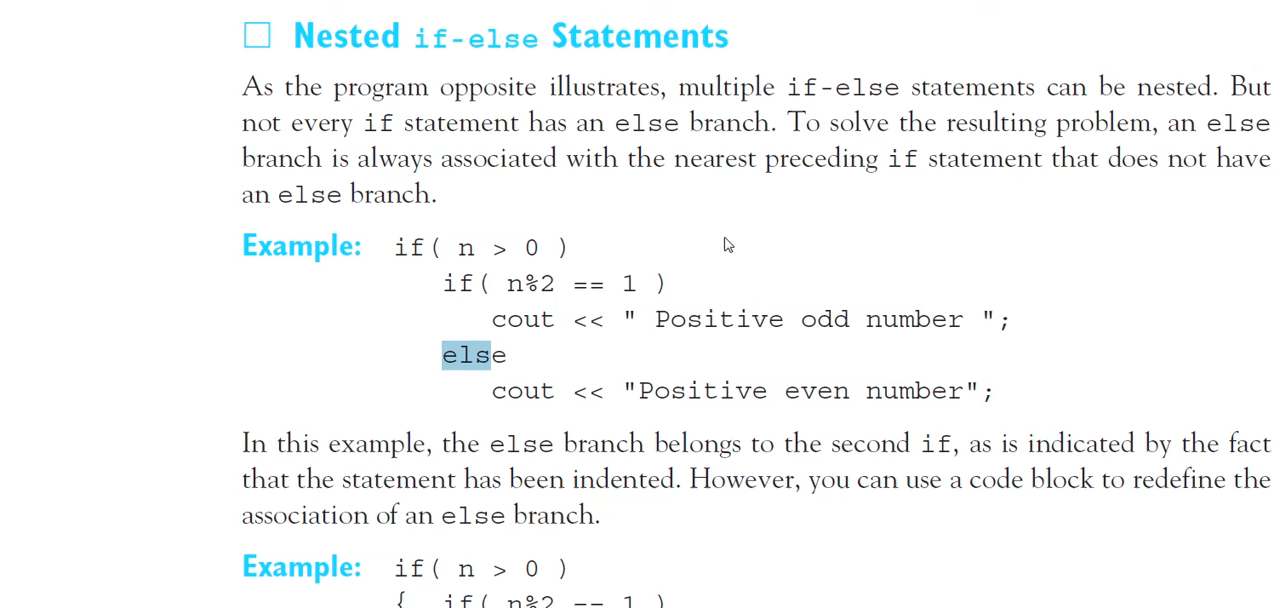 Nested if-else Statements
As the program opposite illustrates, multiple if-else statements can be nested. But
not every if statement has an else branch. To solve the resulting problem, an else
branch is always associated with the nearest preceding if statement that does not have
an else branch.
Example: if( n > 0 )
if( n%2 == 1 )
cout << " Positive odd number ";
else
cout << "Positive even number";
In this example, the else branch belongs to the second if, as is indicated by the fact
that the statement has been indented. However, you can use a code block to redefine the
association of an else branch.
Example: if( n > 0 )
{ if( n%2 == 1 )